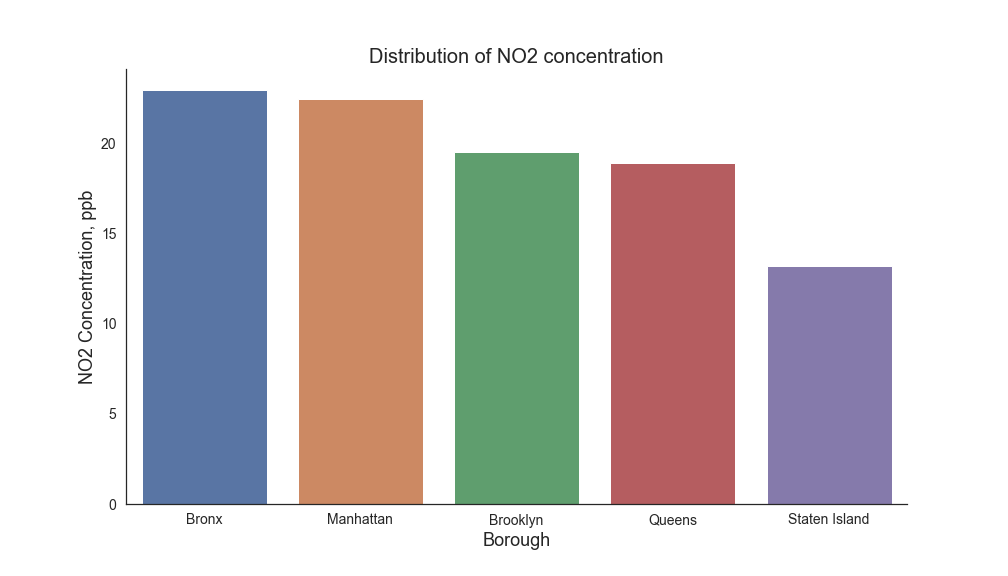 Distribution of NO2 concentration
NO2 Concentration, ppb
20
15
10
5
0
Bronx
Manhattan
Brooklyn
Queens
Staten Island
Borough